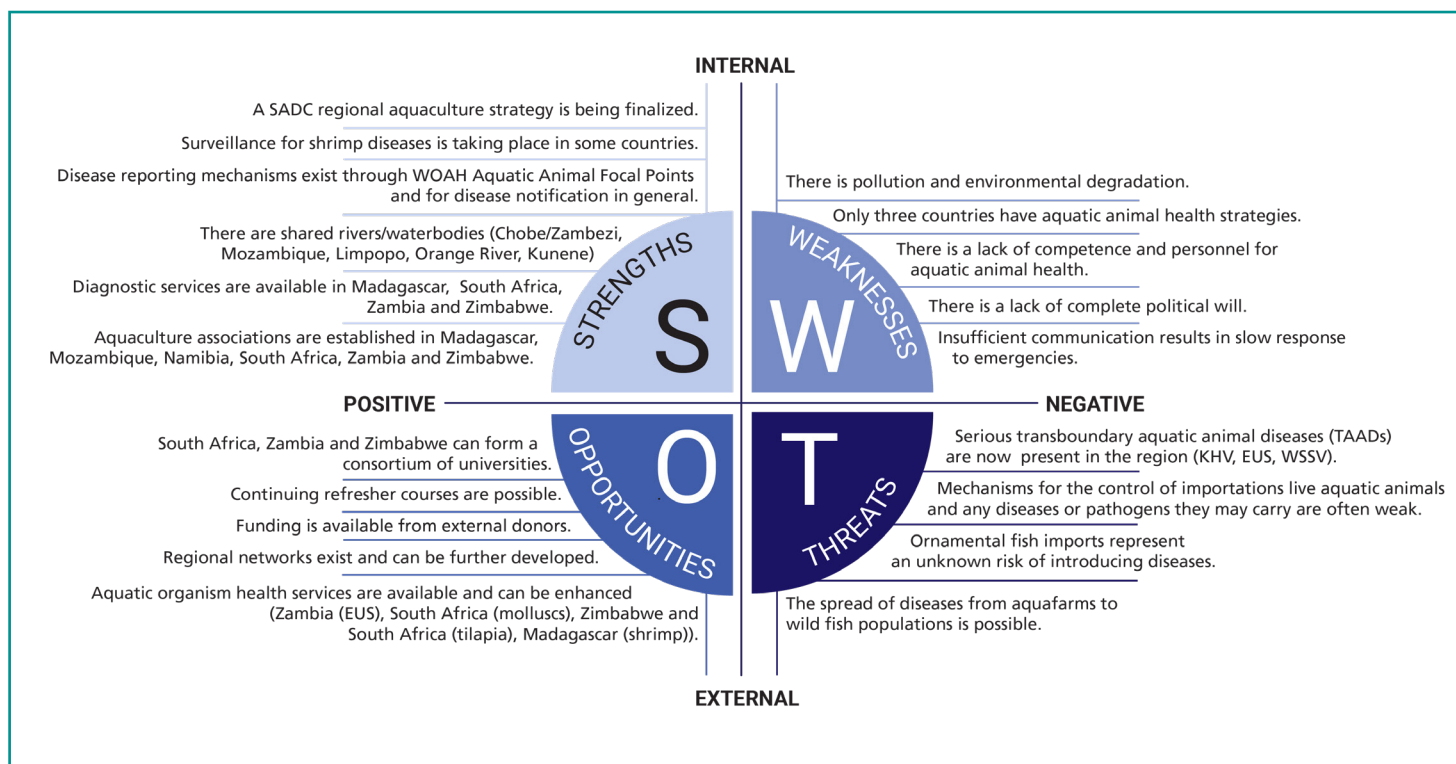 INTERNAL
A SADC regional aquaculture strategy is being finalized.
Surveillance for shrimp diseases is taking place in some countries.
Disease reporting mechanisms exist through WOAH Aquatic Animal Focal Points
and for disease notification in general.
There are shared rivers/waterbodies (Chobe/Zambezi,
Mozambique, Limpopo, Orange River, Kunene)
Diagnostic services are available in Madagascar, South Africa,
Zambia and Zimbabwe.
Aquaculture associations are established in Madagascar,
Mozambique, Namibia, South Africa, Zambia and Zimbabwe.
STRENGTHS
S
There is pollution and environmental degradation.
Only three countries have aquatic animal health strategies.
There is a lack of competence and personnel for
aquatic animal health.
There is a lack of complete political will.
Insufficient communication results in slow response
to emergencies.
WEAKNESSES
W
POSITIVE
NEGATIVE
South Africa, Zambia and Zimbabwe can form a
consortium of universities.
Continuing refresher courses are possible.
Funding is available from external donors.
Regional networks exist and can be further developed.
Aquatic organism health services are available and can be enhanced
(Zambia (EUS), South Africa (molluscs), Zimbabwe and
South Africa (tilapia), Madagascar (shrimp)).
OPPORTUNITIES
O
Serious transboundary aquatic animal diseases (TAADs)
are now present in the region (KHV, EUS, WSSV).
Mechanisms for the control of importations live aquatic animals
and any diseases or pathogens they may carry are often weak.
Ornamental fish imports represent
an unknown risk of introducing diseases.
The spread of diseases from aquafarms to
wild fish populations is possible.
THREATS
T
EXTERNAL